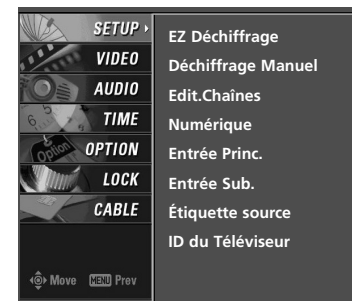 SETUP
VIDEO
AUDIO
TIME
OPTION
LOCK
CABLE
Move MENU Prev
EZ Déchiffrage
Déchiffrage Manuel
Edit.Chaînes
Numérique
Entrée Princ.
Entrée Sub.
Étiquette source
ID du Téléviseur